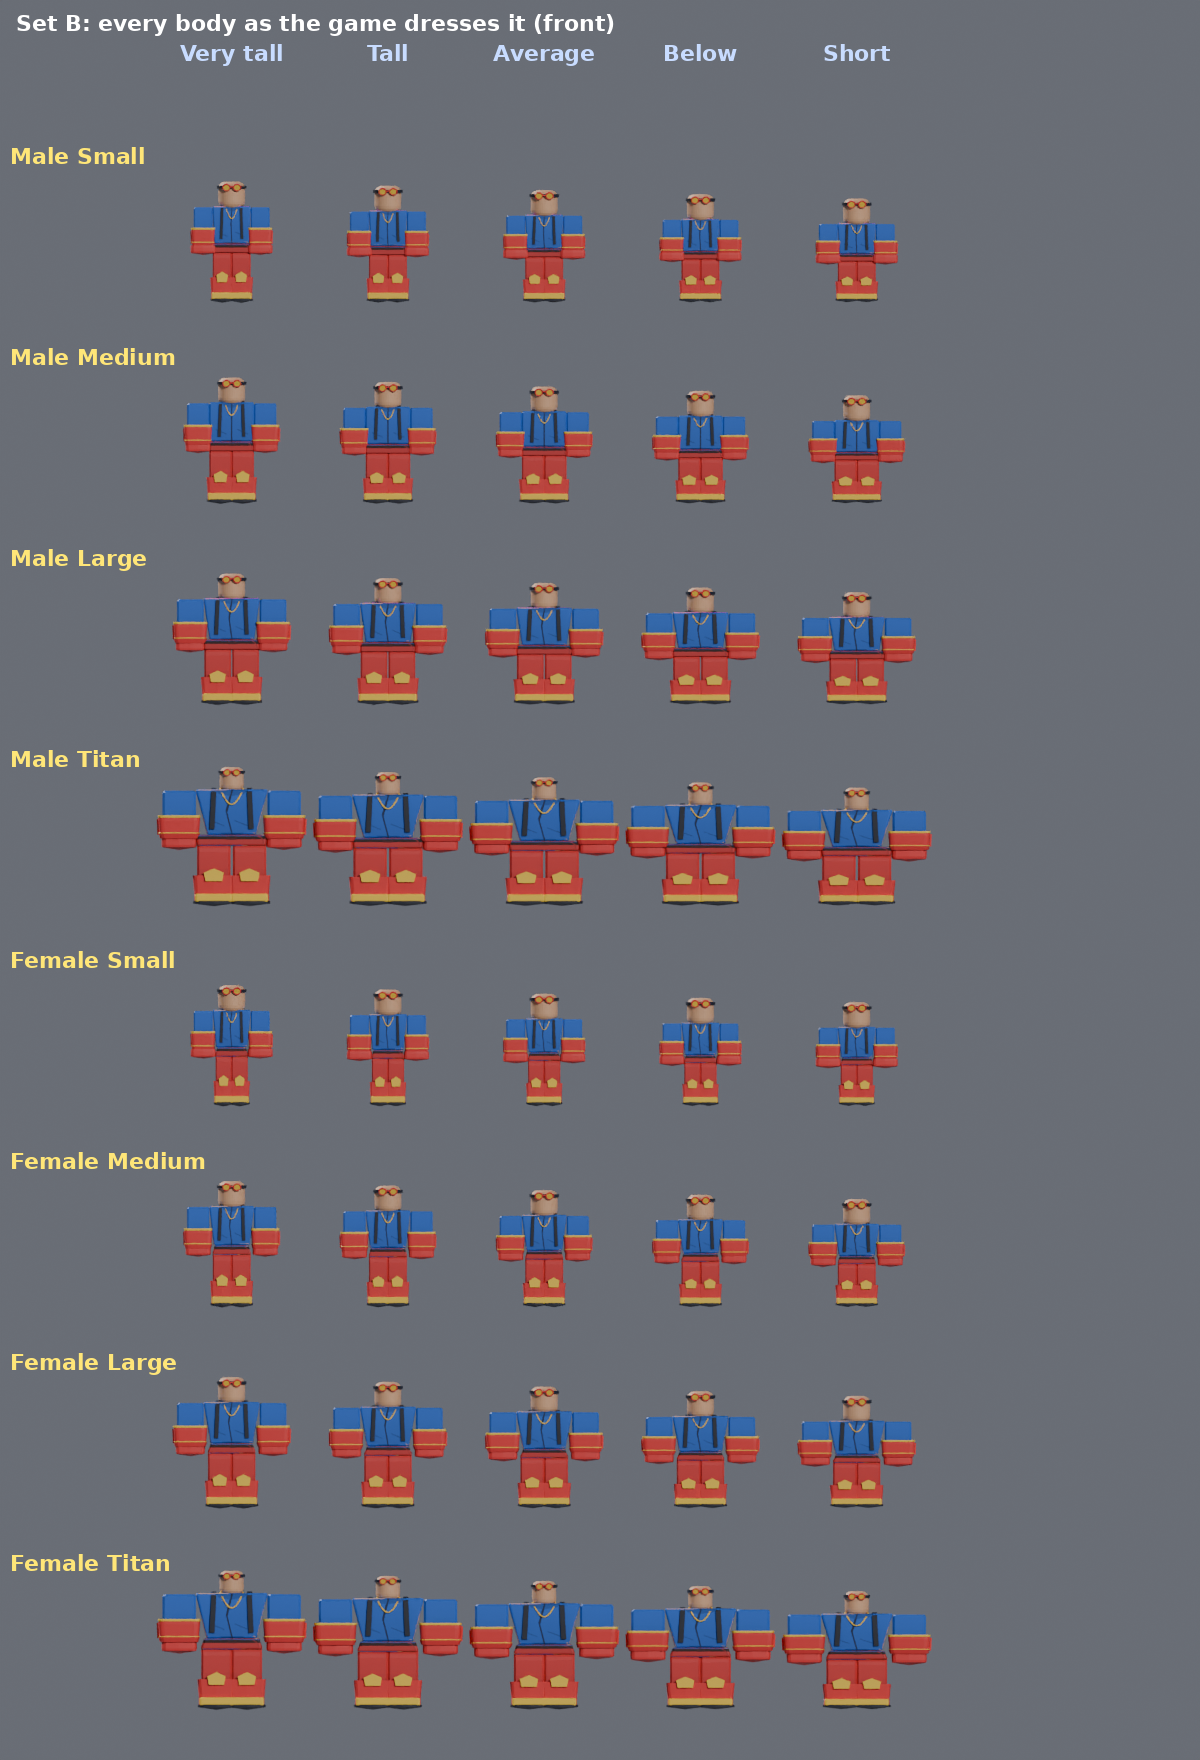 Set B: every body as the game dresses it (front)
Very tall Tall Average Below Short
Male Small
Male Medium
Male Large
Male Titan
Female Small
Female Medium
Female Large
Female Titan